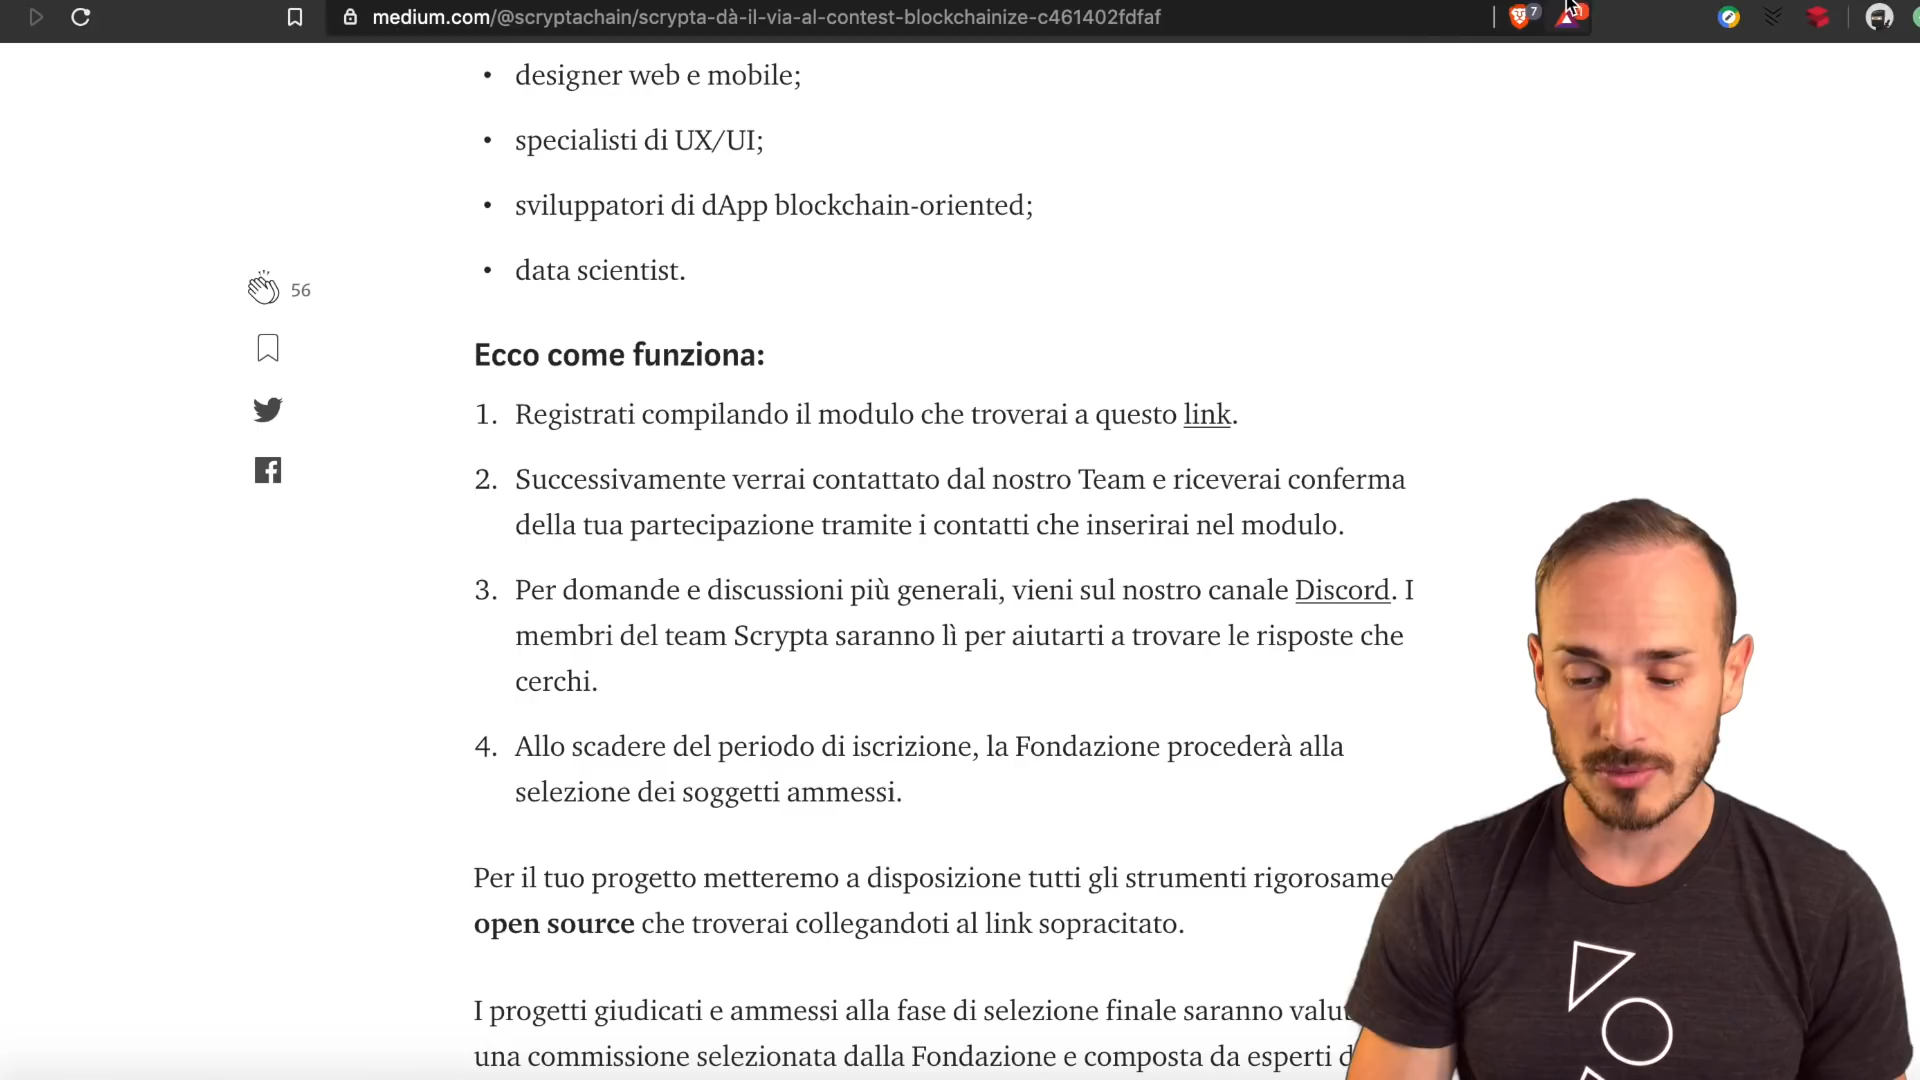 medium.com/@scryptachain/scrypta-dà-il-via-al-contest-blockchainize-c461402fdfaf
7
• designer web e mobile;
• specialisti di UX/UI;
• sviluppatori di dApp blockchain-oriented;
• data scientist.
56
Ecco come funziona:
1. Registrati compilando il modulo che troverai a questo link.
2. Successivamente verrai contattato dal nostro Team e riceverai conferma
della tua partecipazione tramite i contatti che inserirai nel modulo.
3. Per domande e discussioni più generali, vieni sul nostro canale Discord. I
membri del team Scrypta saranno lì per aiutarti a trovare le risposte che
cerchi.
4. Allo scadere del periodo di iscrizione, la Fondazione procederà alla
selezione dei soggetti ammessi.
Per il tuo progetto metteremo a disposizione tutti gli strumenti rigorosame
open source che troverai collegandoti al link sopracitato.
I progetti giudicati e ammessi alla fase di selezione finale saranno valut
una commissione selezionata dalla Fondazione e composta da esperti d